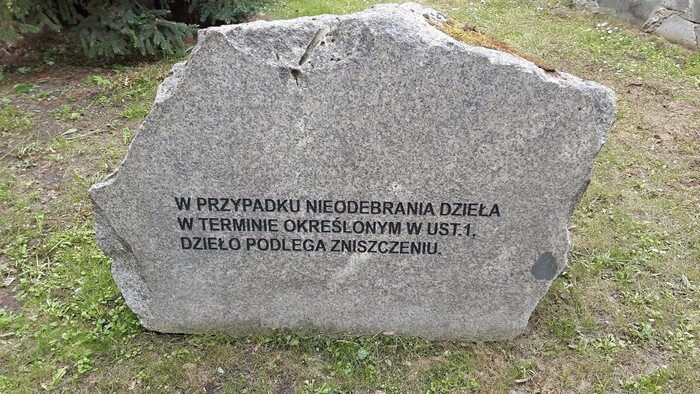 W PRZYPADKU NIEODEBRANIA DZIEŁA
W TERMINIE OKREŚLONYM W UST.1,
DZIEŁO PODLEGA ZNISZCZENIU.